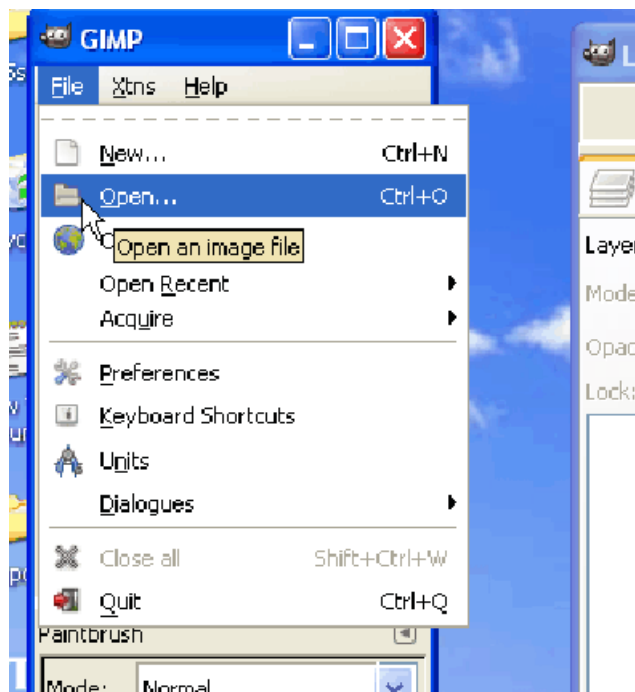 GIMP
File Xtns Help
New... Ctrl+N
Open... Ctrl+O
Open an image file
Open Recent
Acquire
Preferences
Keyboard Shortcuts
Units
Dialogues
Close all Shift+Ctrl+W
Quit Ctrl+Q
Paintbrush
Mode: Normal
L
Laye
Mode
Opac
Lock: